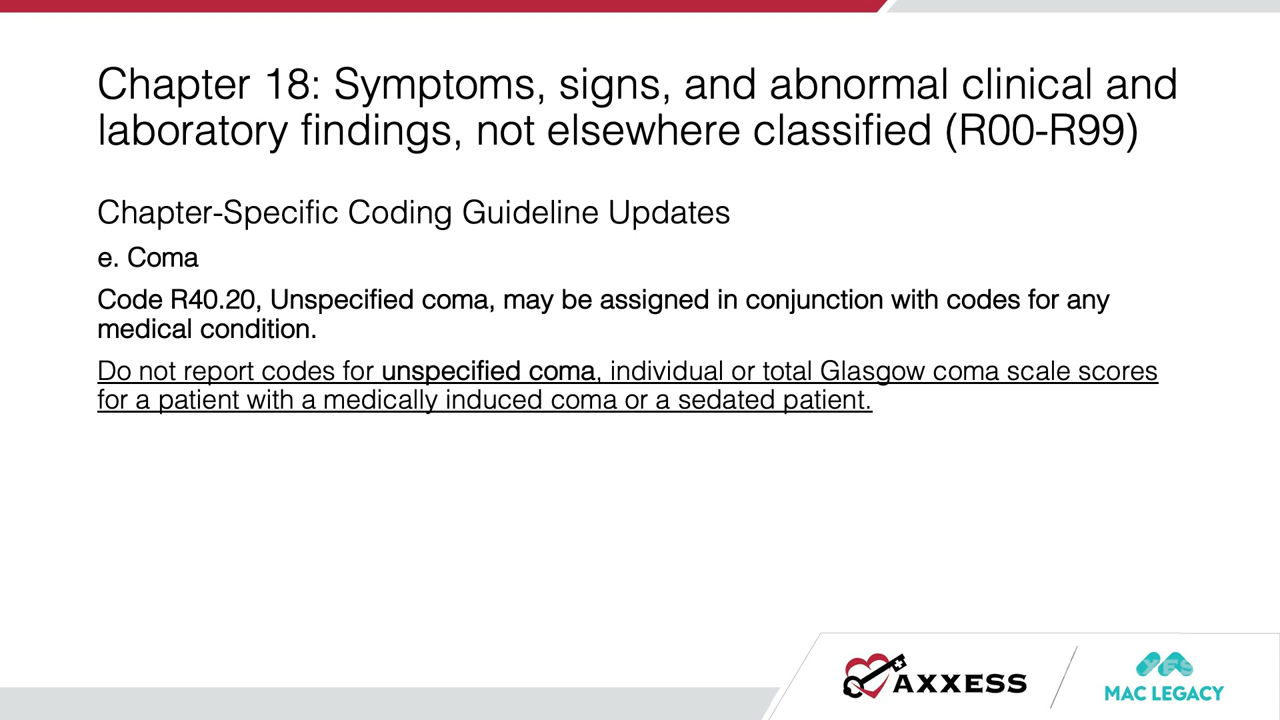 Chapter 18: Symptoms, signs, and abnormal clinical and
laboratory findings, not elsewhere classified (R00-R99)
Chapter-Specific Coding Guideline Updates
e. Coma
Code R40.20, Unspecified coma, may be assigned in conjunction with codes for any
medical condition.
Do not report codes for unspecified coma, individual or total Glasgow coma scale scores
for a patient with a medically induced coma or a sedated patient.
AXXESS
MAC LEGACY